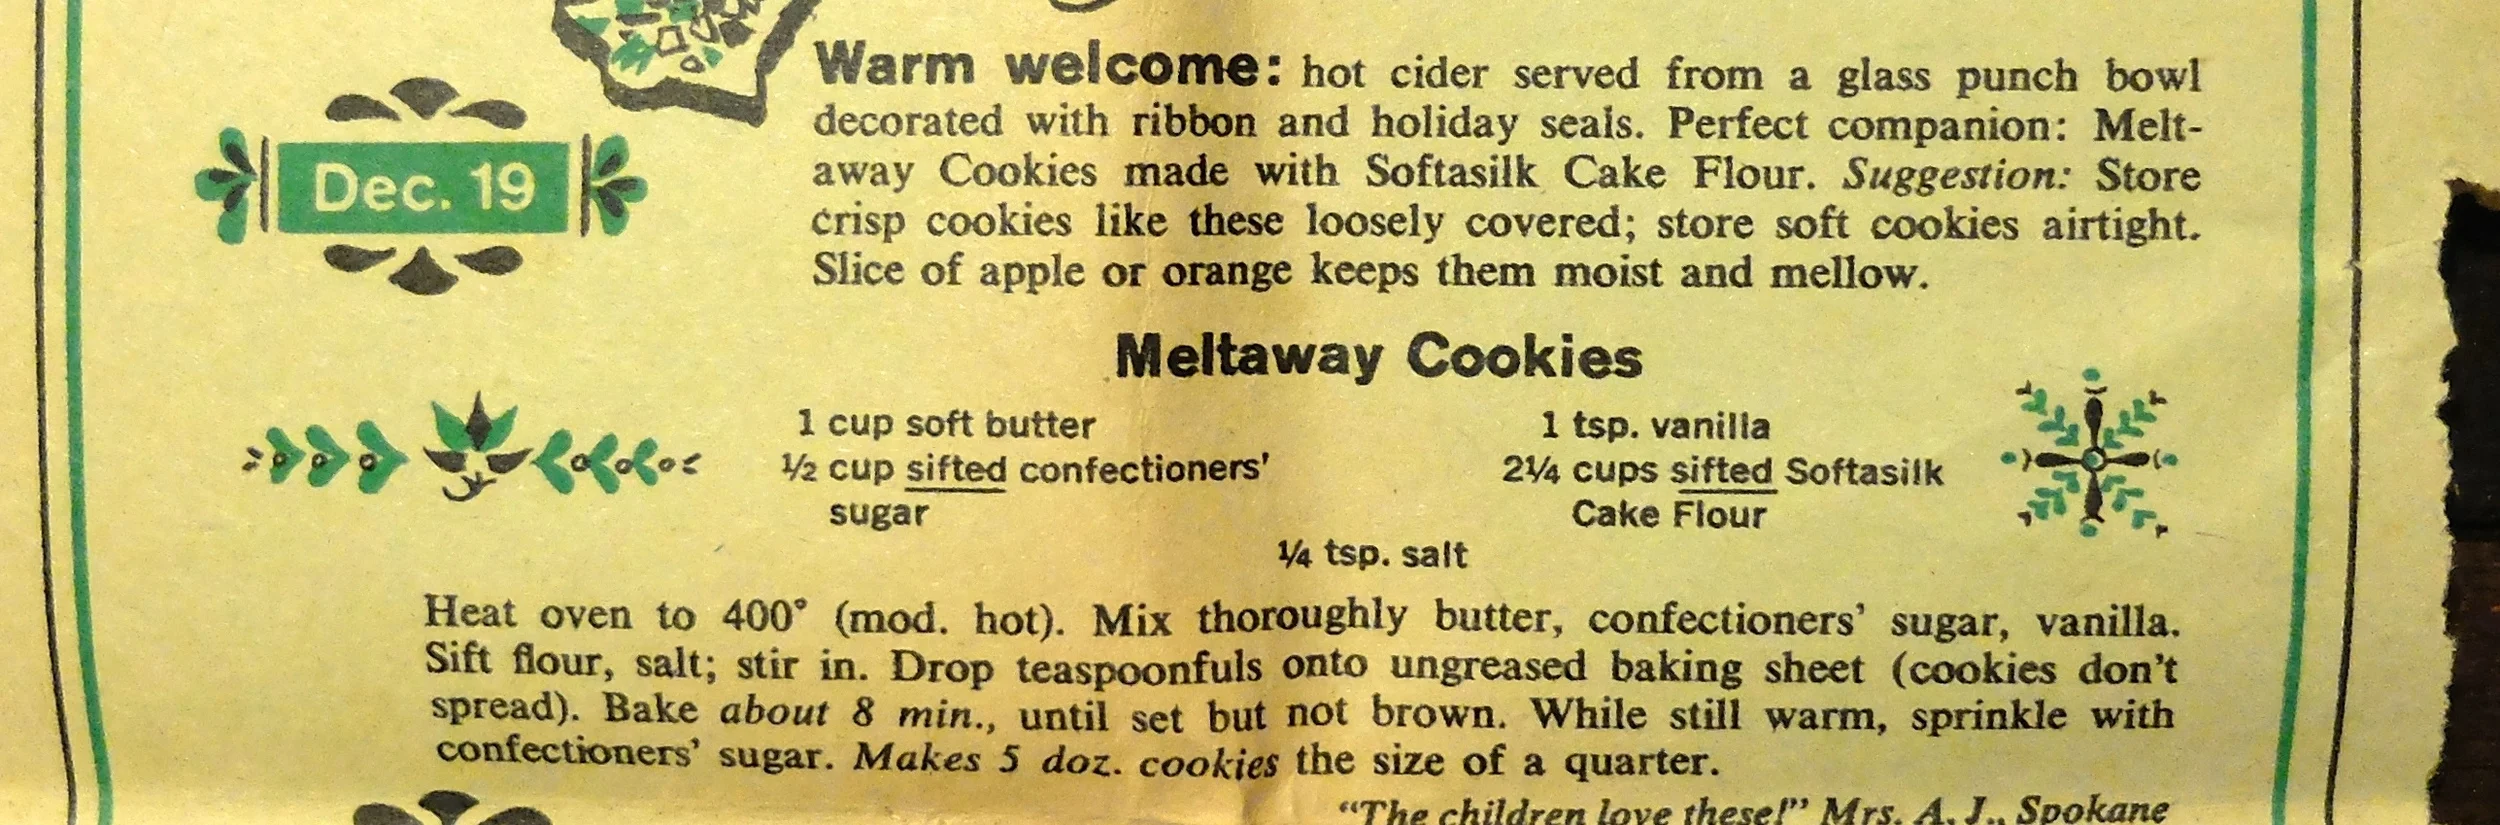 Warm welcome: hot cider served from a glass punch bowl
decorated with ribbon and holiday seals. Perfect companion: Melt-
away Cookies made with Softasilk Cake Flour. Suggestion: Store
crisp cookies like these loosely covered; store soft cookies airtight.
Slice of apple or orange keeps them moist and mellow.
Dec. 19
Meltaway Cookies
1 cup soft butter
½ cup sifted confectioners'
sugar
1 tsp. vanilla
2¼ cups sifted Softasilk
Cake Flour
¼ tsp. salt
Heat oven to 400° (mod. hot). Mix thoroughly butter, confectioners' sugar, vanilla.
Sift flour, salt; stir in. Drop teaspoonfuls onto ungreased baking sheet (cookies don't
spread). Bake about 8 min., until set but not brown. While still warm, sprinkle with
confectioners' sugar. Makes 5 doz. cookies the size of a quarter.
"The children love these!" Mrs. A. J., Spokane